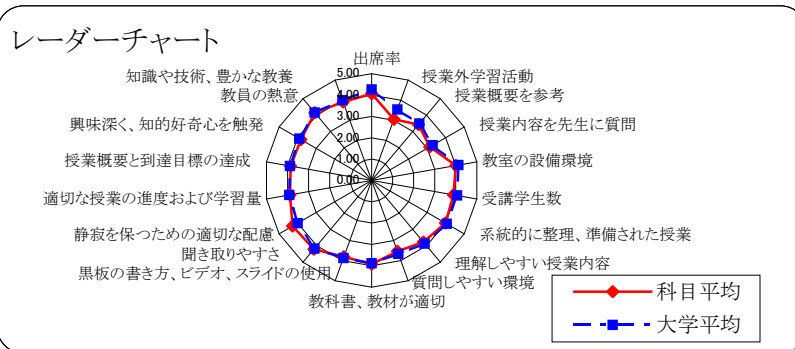 レーダーチャート
出席率
授業外学習活動
授業概要を参考
授業内容を先生に質問
教室の設備環境
受講学生数
系統的に整理、準備された授業
理解しやすい授業内容
質問しやすい環境
教科書、教材が適切
黒板の書き方、ビデオ、スライドの使用
聞き取りやすさ
静寂を保つための適切な配慮
適切な授業の進度および学習量
授業概要と到達目標の達成
興味深く、知的好奇心を触発
教員の熱意
知識や技術、豊かな教養
5.00
4.00
3.00
2.00
1.00
0.00
科目平均
大学平均